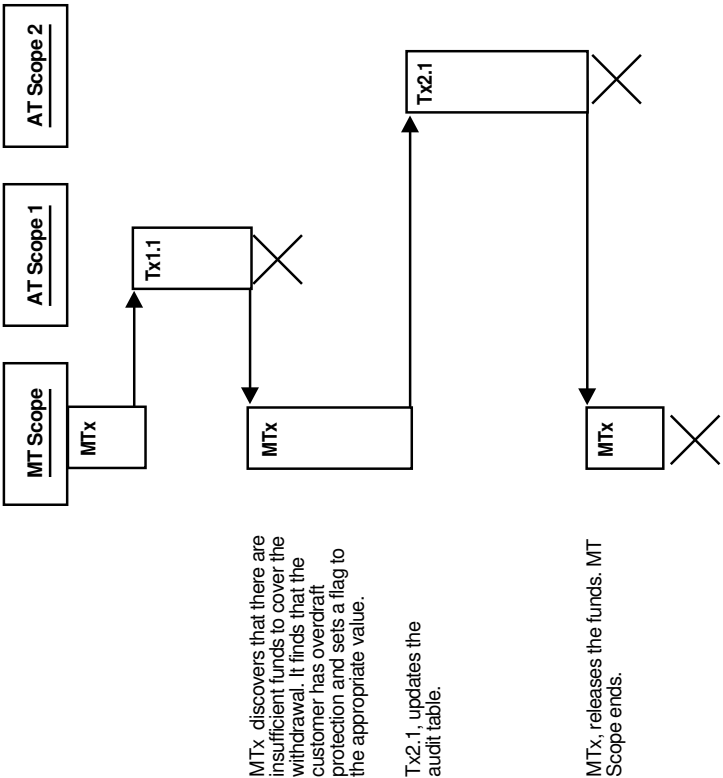 MT Scope
AT Scope 1
AT Scope 2
MTx
Tx1.1
MTx discovers that there are
insufficient funds to cover the
withdrawal. It finds that the
customer has overdraft
protection and sets a flag to
the appropriate value.
MTx
Tx2.1, updates the
audit table.
Tx2.1
MTx, releases the funds. MT
Scope ends.
MTx